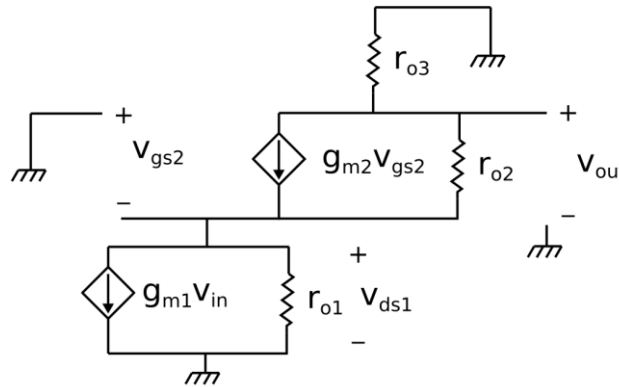 r_o3
+
v_gs2
−
g_m2v_gs2
r_o2
+
v_ou
−
g_m1v_in
r_o1
+
v_ds1
−